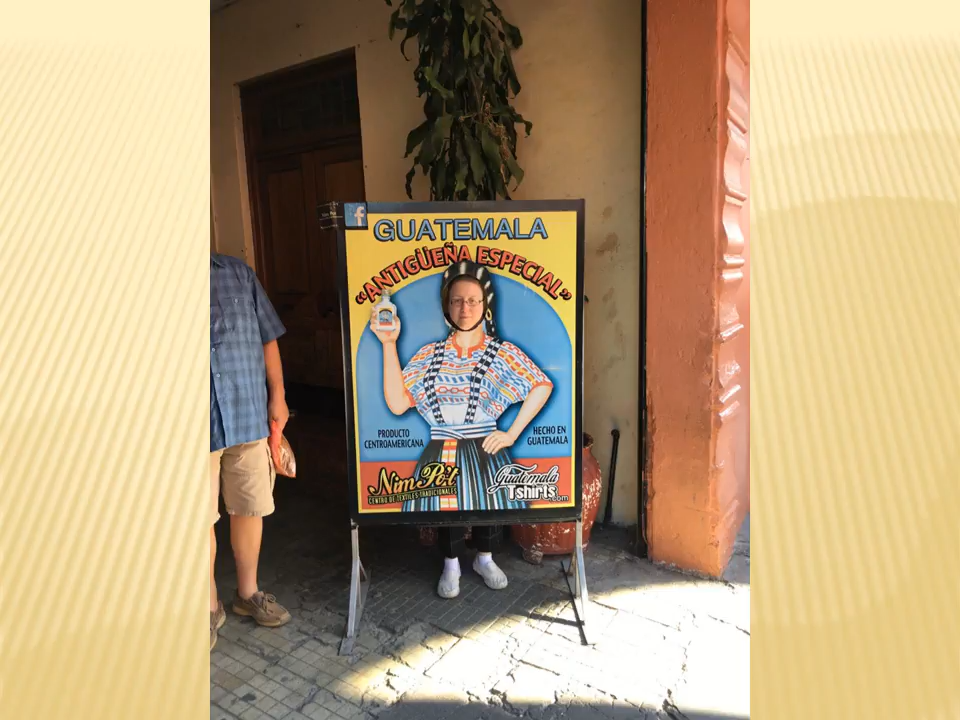 f
GUATEMALA
“ANTIGÜEÑA ESPECIAL”
PRODUCTO
CENTROAMERICANA
HECHO EN
GUATEMALA
Nim Po't
CENTRO DE TEXTILES TRADICIONALES
Guatemala
Tshirts
.com